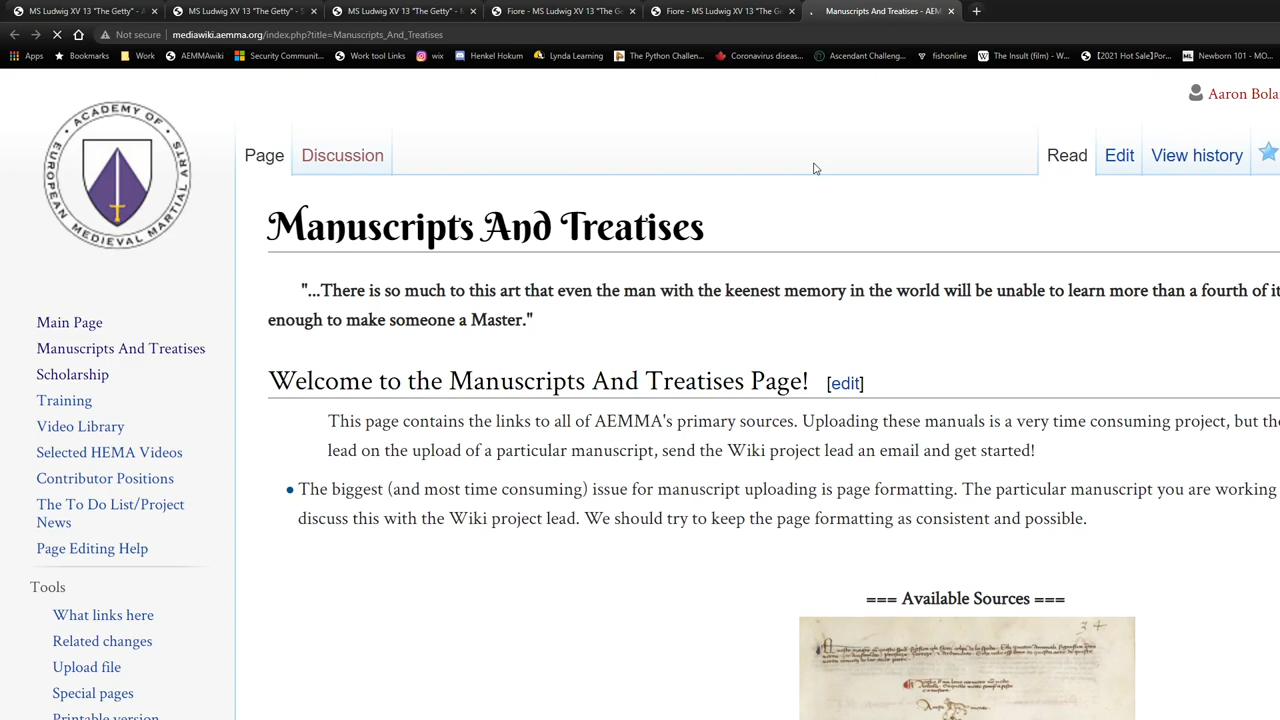 MS Ludwig XV 13 "The Getty" - A
MS Ludwig XV 13 "The Getty" - S
MS Ludwig XV 13 "The Getty" -
Fiore - MS Ludwig XV 13 "The G
Fiore - MS Ludwig XV 13 "The G
Manuscripts And Treatises - AEM
Not secure | mediawiki.aemma.org/index.php?title=Manuscripts_And_Treatises
Apps Bookmarks Work AEMMAwiki Security Communi... Work tool Links wix Henkel Hokum Lynda Learning The Python Challen... Coronavirus diseas... Ascendant Challeng... fishonline The Insult (film) - W... 【2021 Hot Sale】Por... Newborn 101 - MO...
ACADEMY OF EUROPEAN MEDIEVAL MARTIAL ARTS
Aaron Bola
Page Discussion Read Edit View history
Manuscripts And Treatises
"...There is so much to this art that even the man with the keenest memory in the world will be unable to learn more than a fourth of it
enough to make someone a Master."
Welcome to the Manuscripts And Treatises Page! [edit]
This page contains the links to all of AEMMA's primary sources. Uploading these manuals is a very time consuming project, but the
lead on the upload of a particular manuscript, send the Wiki project lead an email and get started!
• The biggest (and most time consuming) issue for manuscript uploading is page formatting. The particular manuscript you are working
discuss this with the Wiki project lead. We should try to keep the page formatting as consistent and possible.
=== Available Sources ===
34
Main Page
Manuscripts And Treatises
Scholarship
Training
Video Library
Selected HEMA Videos
Contributor Positions
The To Do List/Project
News
Page Editing Help
Tools
What links here
Related changes
Upload file
Special pages
Printable version